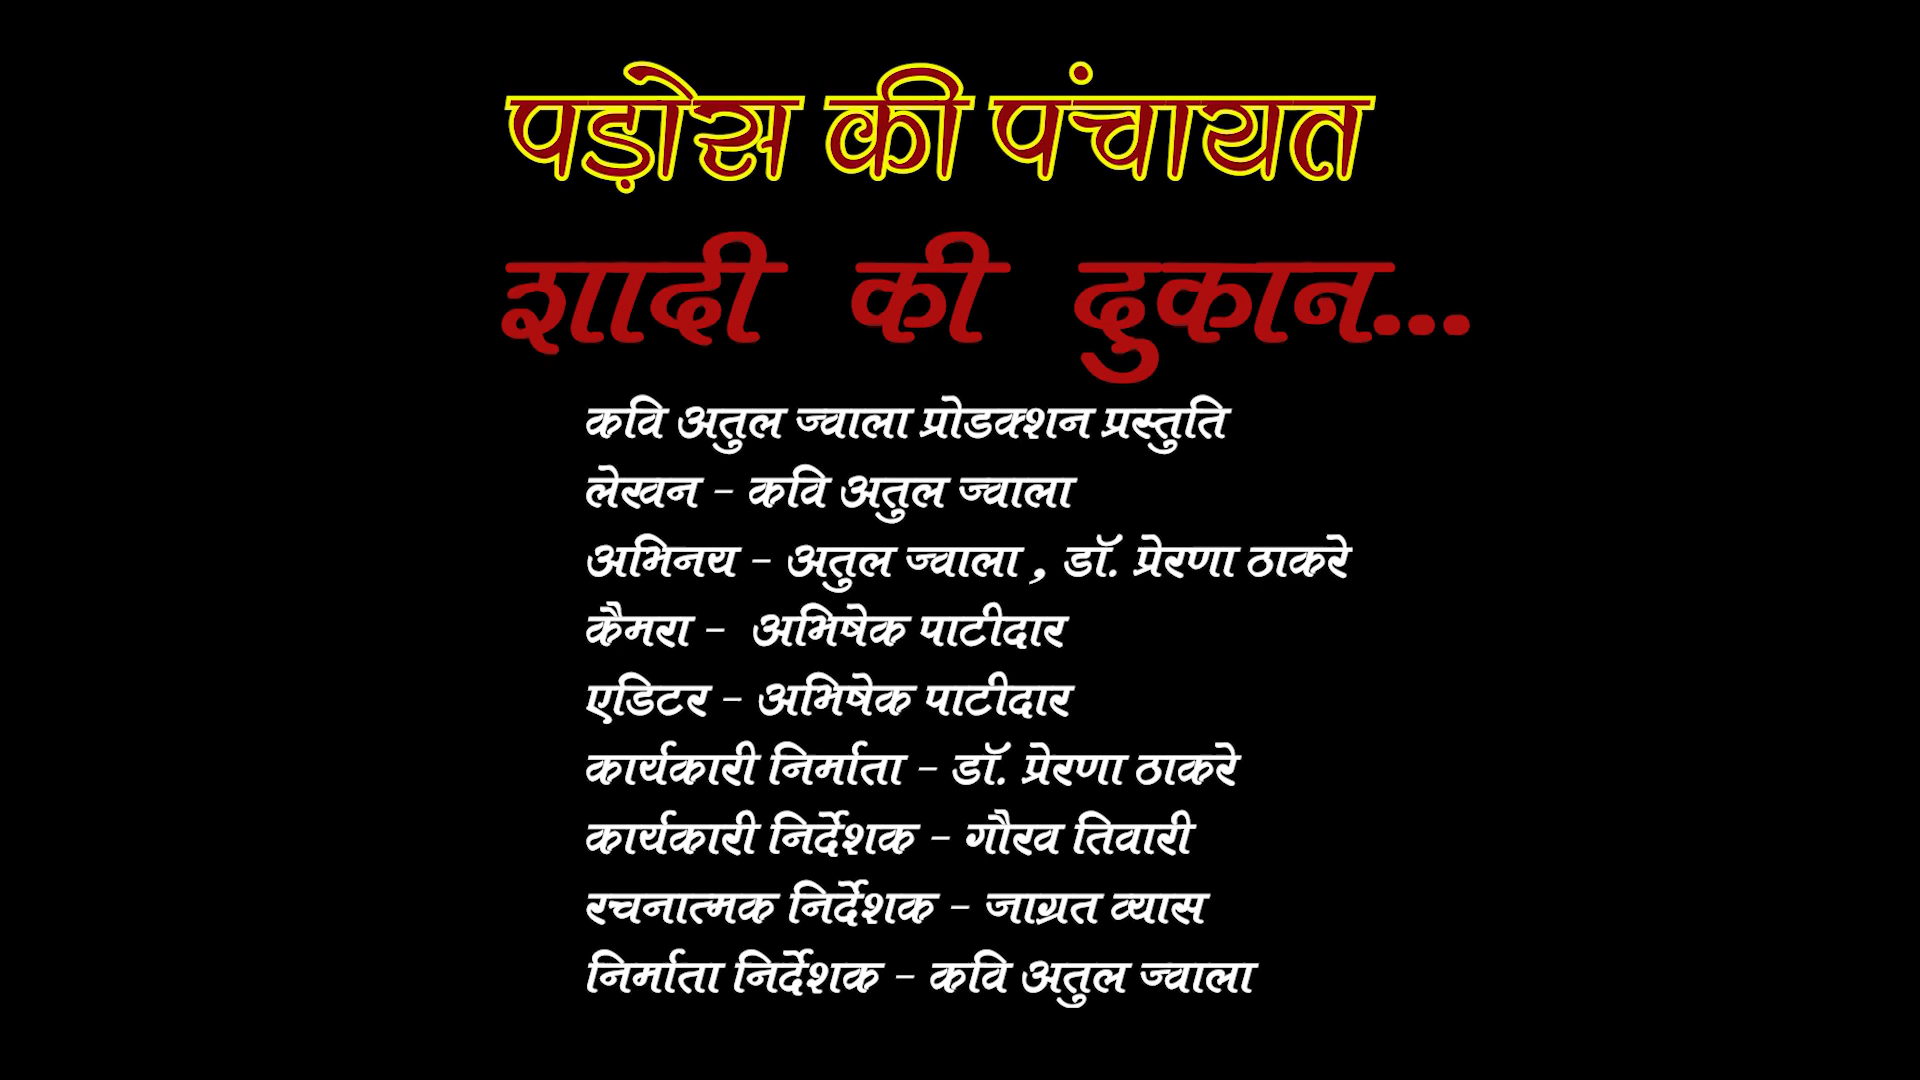 पड़ोस की पंचायत
शादी की दुकान...
कवि अतुल ज्वाला प्रोडक्शन प्रस्तुति
लेखन - कवि अतुल ज्वाला
अभिनय - अतुल ज्वाला , डॉ. प्रेरणा ठाकरे
कैमरा - अभिषेक पाटीदार
एडिटर - अभिषेक पाटीदार
कार्यकारी निर्माता - डॉ. प्रेरणा ठाकरे
कार्यकारी निर्देशक - गौरव तिवारी
रचनात्मक निर्देशक - जाग्रत व्यास
निर्माता निर्देशक - कवि अतुल ज्वाला